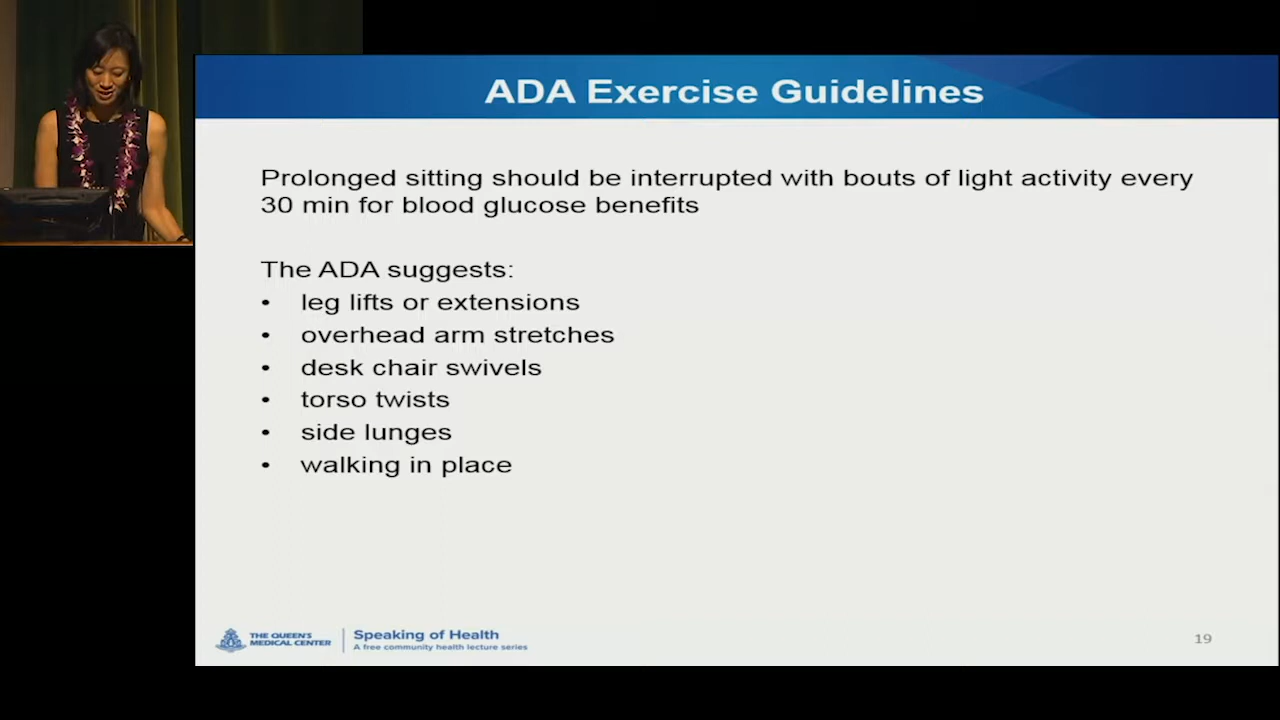 ADA Exercise Guidelines
Prolonged sitting should be interrupted with bouts of light activity every
30 min for blood glucose benefits
The ADA suggests:
• leg lifts or extensions
• overhead arm stretches
• desk chair swivels
• torso twists
• side lunges
• walking in place
THE QUEEN'S
MEDICAL CENTER
Speaking of Health
A free community health lecture series
19